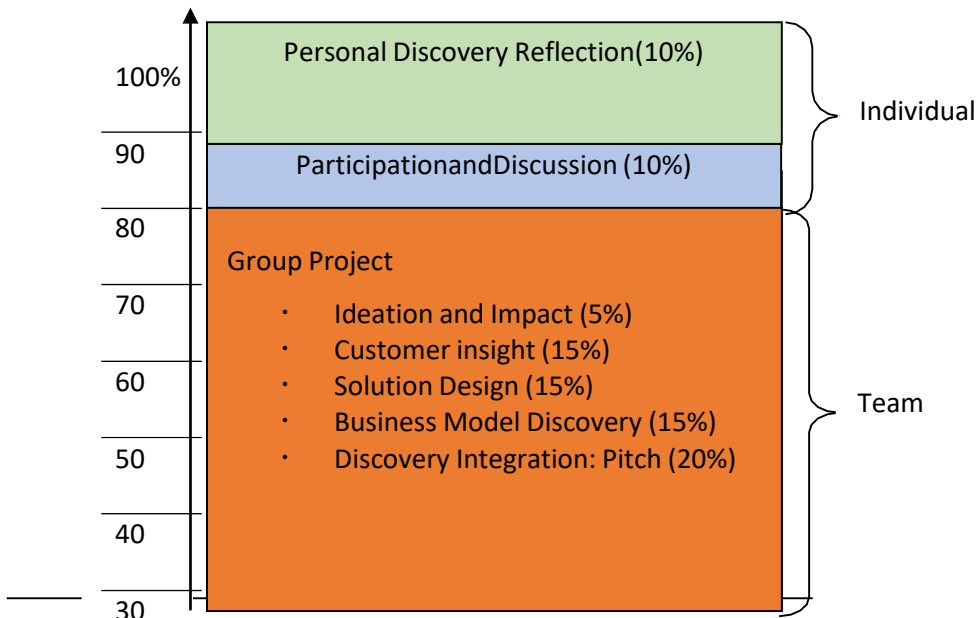 Personal Discovery Reflection(10%)
100%
Individual
90
ParticipationandDiscussion (10%)
80
Group Project
70
· Ideation and Impact (5%)
· Customer insight (15%)
60
· Solution Design (15%)
Team
· Business Model Discovery (15%)
50
· Discovery Integration: Pitch (20%)
40
30